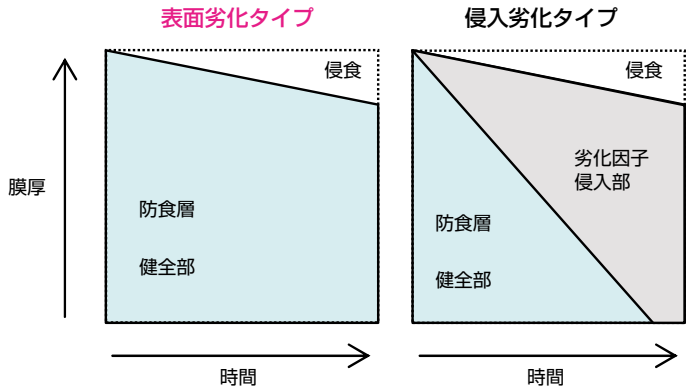 表面劣化タイプ
侵食
膜厚
防食層
健全部
時間
侵入劣化タイプ
侵食
劣化因子
侵入部
防食層
健全部
時間